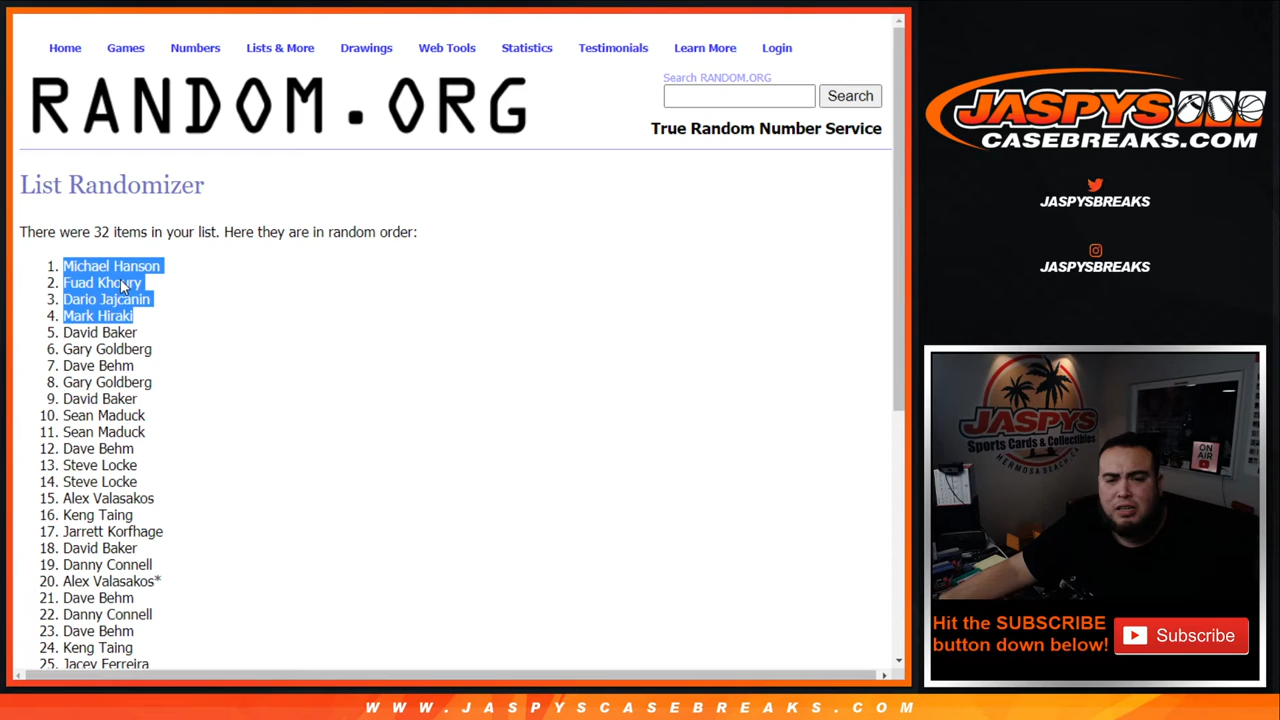 Home Games Numbers Lists & More Drawings Web Tools Statistics Testimonials Learn More Login
RANDOM.ORG
Search RANDOM.ORG
Search
True Random Number Service
List Randomizer
There were 32 items in your list. Here they are in random order:
1. Michael Hanson
2. Fuad Khoury
3. Dario Jajcanin
4. Mark Hiraki
5. David Baker
6. Gary Goldberg
7. Dave Behm
8. Gary Goldberg
9. David Baker
10. Sean Maduck
11. Sean Maduck
12. Dave Behm
13. Steve Locke
14. Steve Locke
15. Alex Valasakos
16. Keng Taing
17. Jarrett Korfhage
18. David Baker
19. Danny Connell
20. Alex Valasakos*
21. Dave Behm
22. Danny Connell
23. Dave Behm
24. Keng Taing
25. Jacey Ferreira
JASPYS
CASEBREAKS.COM
JASPYSBREAKS
JASPYSBREAKS
JASPYS
Sports Cards & Collectibles
HERMOSA BEACH, CA
ON
AIR
Hit the SUBSCRIBE
button down below!
Subscribe
WWW.JASPYSCASEBREAKS.COM